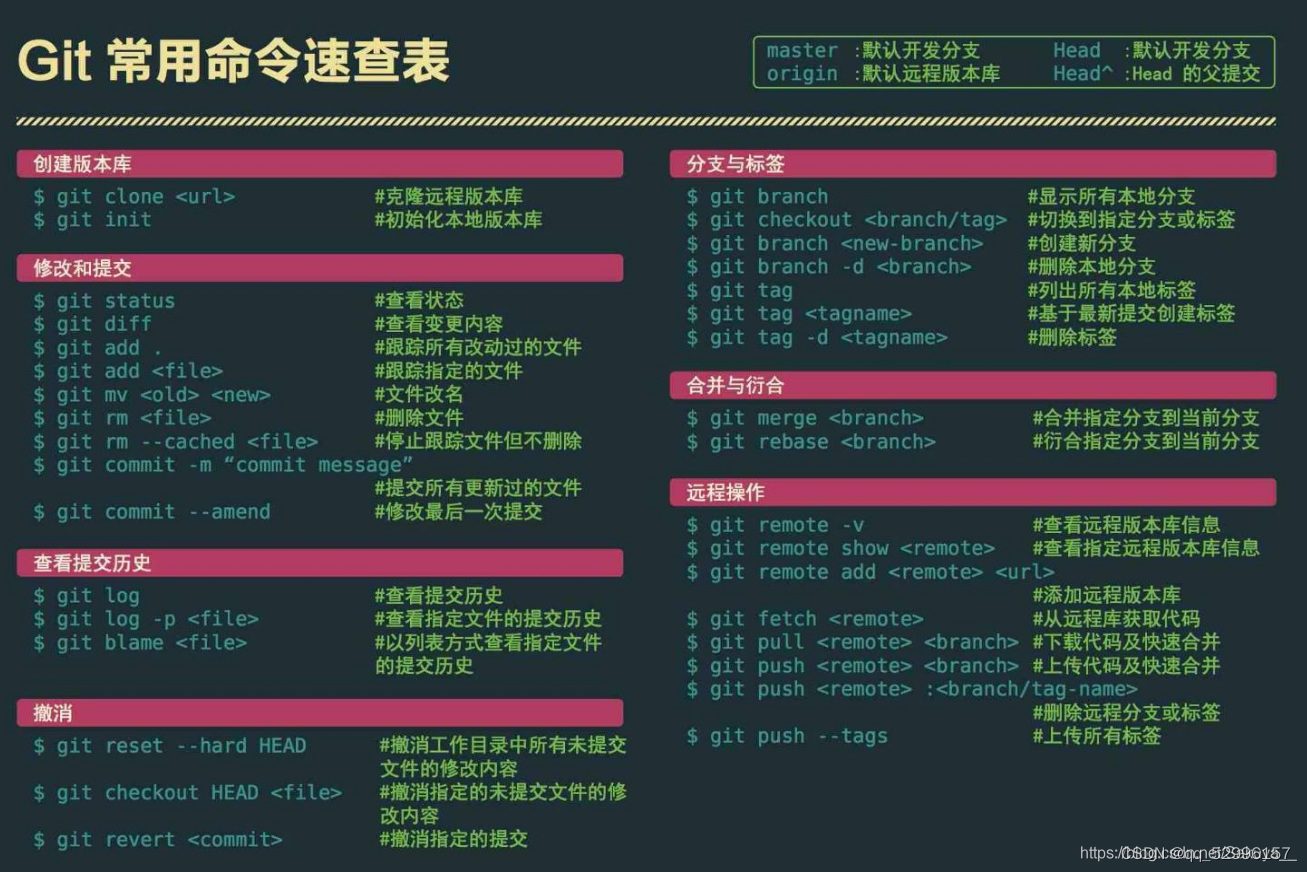 Git 常用命令速查表
master :默认开发分支 Head :默认开发分支
origin :默认远程版本库 Head^ :Head 的父提交
创建版本库
$ git clone <url> #克隆远程版本库
$ git init #初始化本地版本库
修改和提交
$ git status #查看状态
$ git diff #查看变更内容
$ git add . #跟踪所有改动过的文件
$ git add <file> #跟踪指定的文件
$ git mv <old> <new> #文件改名
$ git rm <file> #删除文件
$ git rm --cached <file> #停止跟踪文件但不删除
$ git commit -m “commit message”
#提交所有更新过的文件
$ git commit --amend #修改最后一次提交
查看提交历史
$ git log #查看提交历史
$ git log -p <file> #查看指定文件的提交历史
$ git blame <file> #以列表方式查看指定文件
的提交历史
撤消
$ git reset --hard HEAD #撤消工作目录中所有未提交
文件的修改内容
$ git checkout HEAD <file> #撤消指定的未提交文件的修
改内容
$ git revert <commit> #撤消指定的提交
分支与标签
$ git branch #显示所有本地分支
$ git checkout <branch/tag> #切换到指定分支或标签
$ git branch <new-branch> #创建新分支
$ git branch -d <branch> #删除本地分支
$ git tag #列出所有本地标签
$ git tag <tagname> #基于最新提交创建标签
$ git tag -d <tagname> #删除标签
合并与衍合
$ git merge <branch> #合并指定分支到当前分支
$ git rebase <branch> #衍合指定分支到当前分支
远程操作
$ git remote -v #查看远程版本库信息
$ git remote show <remote> #查看指定远程版本库信息
$ git remote add <remote> <url>
#添加远程版本库
$ git fetch <remote> #从远程库获取代码
$ git pull <remote> <branch> #下载代码及快速合并
$ git push <remote> <branch> #上传代码及快速合并
$ git push <remote> :<branch/tag-name>
#删除远程分支或标签
$ git push --tags #上传所有标签